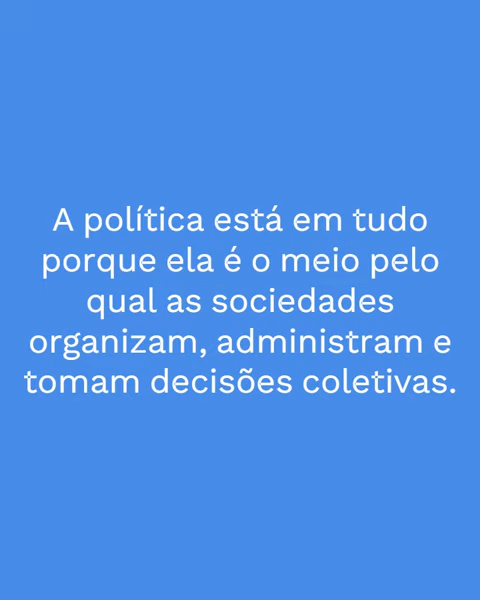 A política está em tudo
porque ela é o meio pelo
qual as sociedades
organizam, administram e
tomam decisões coletivas.